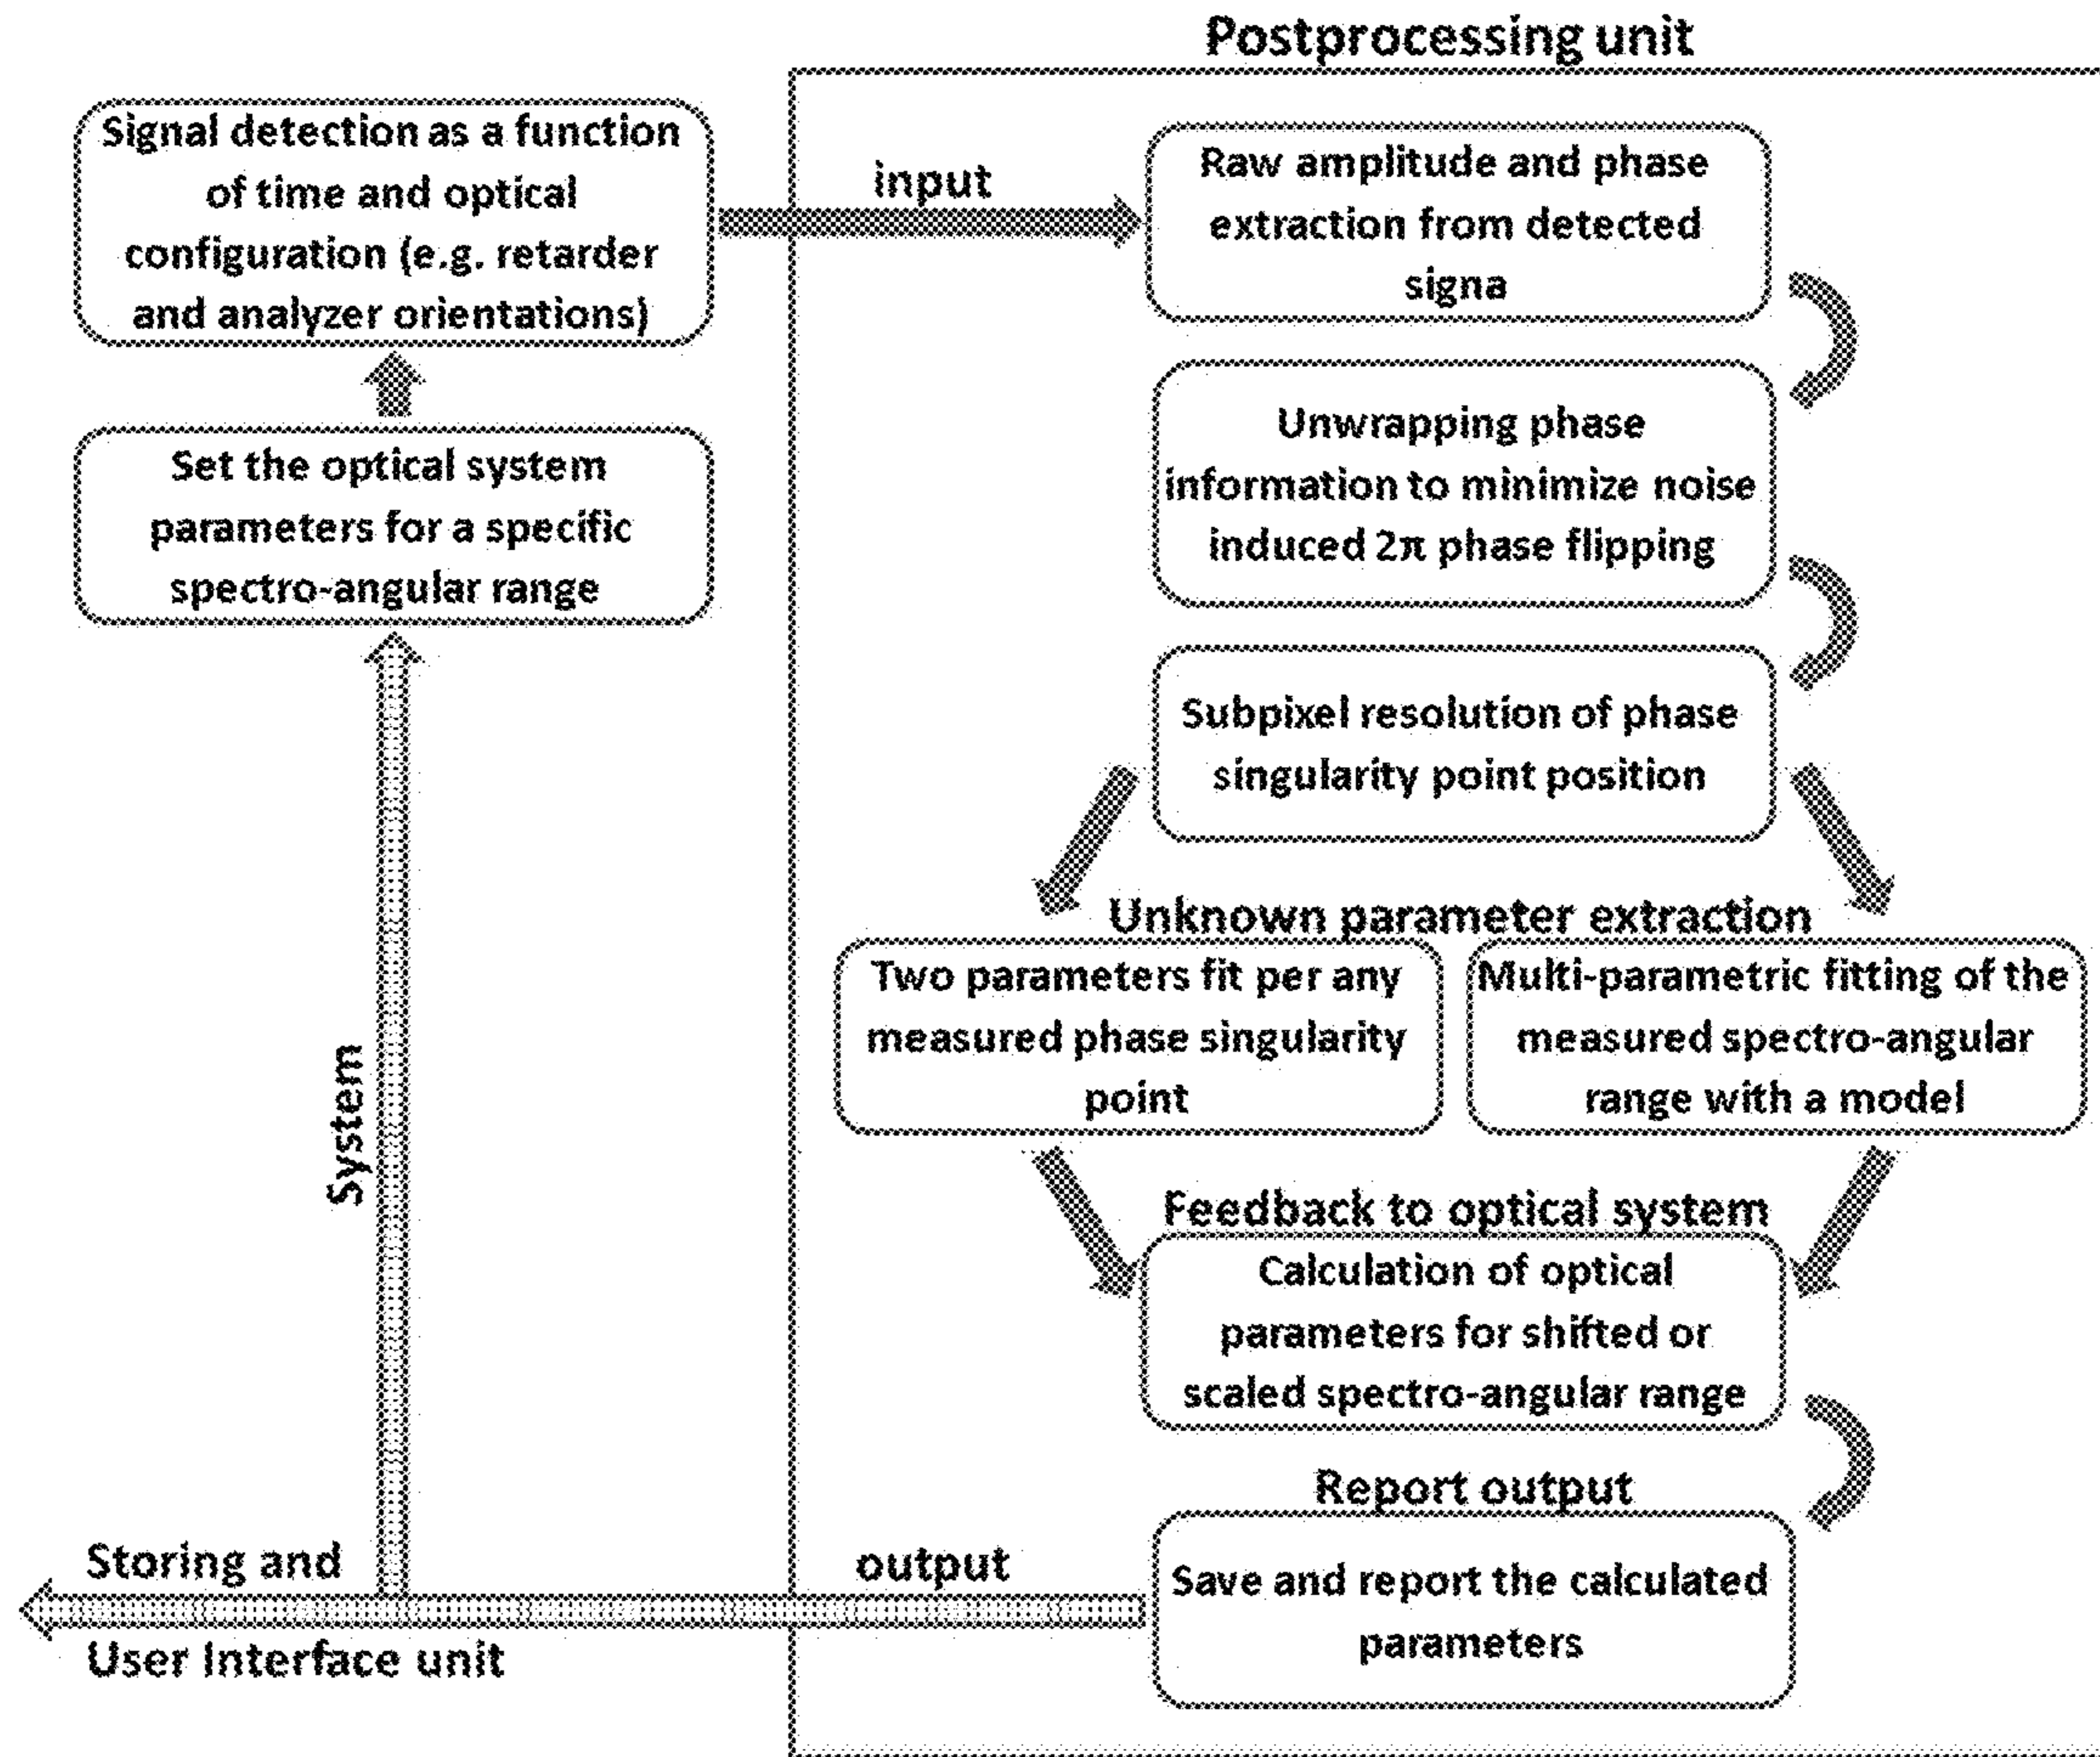 Postprocessing unit
Signal detection as a function
of time and optical
configuration (e.g. retarder
and analyzer orientations)
input
Raw amplitude and phase
extraction from detected
signa
Set the optical system
parameters for a specific
spectro-angular range
Unwrapping phase
information to minimize noise
induced 2π phase flipping
Subpixel resolution of phase
singularity point position
Unknown parameter extraction
Two parameters fit per any
measured phase singularity
point
Multi-parametric fitting of the
measured spectro-angular
range with a model
System
Feedback to optical system
Calculation of optical
parameters for shifted or
scaled spectro-angular range
Report output
Save and report the calculated
parameters
output
Storing and
User Interface unit